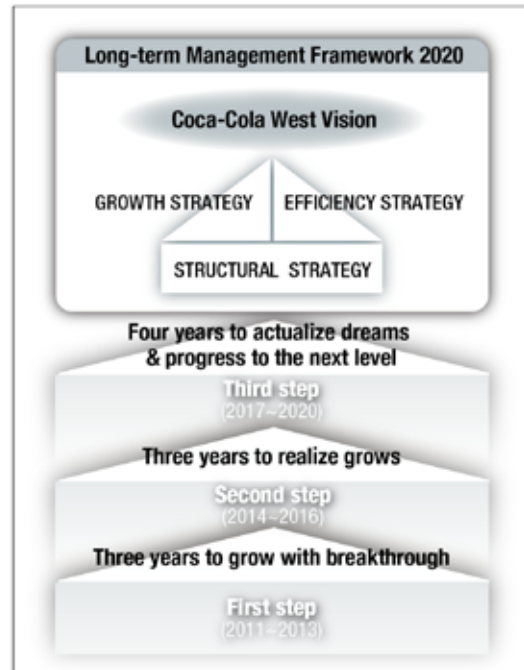 Long-term Management Framework 2020
Coca-Cola West Vision
GROWTH STRATEGY
EFFICIENCY STRATEGY
STRUCTURAL STRATEGY
Four years to actualize dreams
& progress to the next level
Third step
(2017~2020)
Three years to realize grows
Second step
(2014~2016)
Three years to grow with breakthrough
First step
(2011~2013)